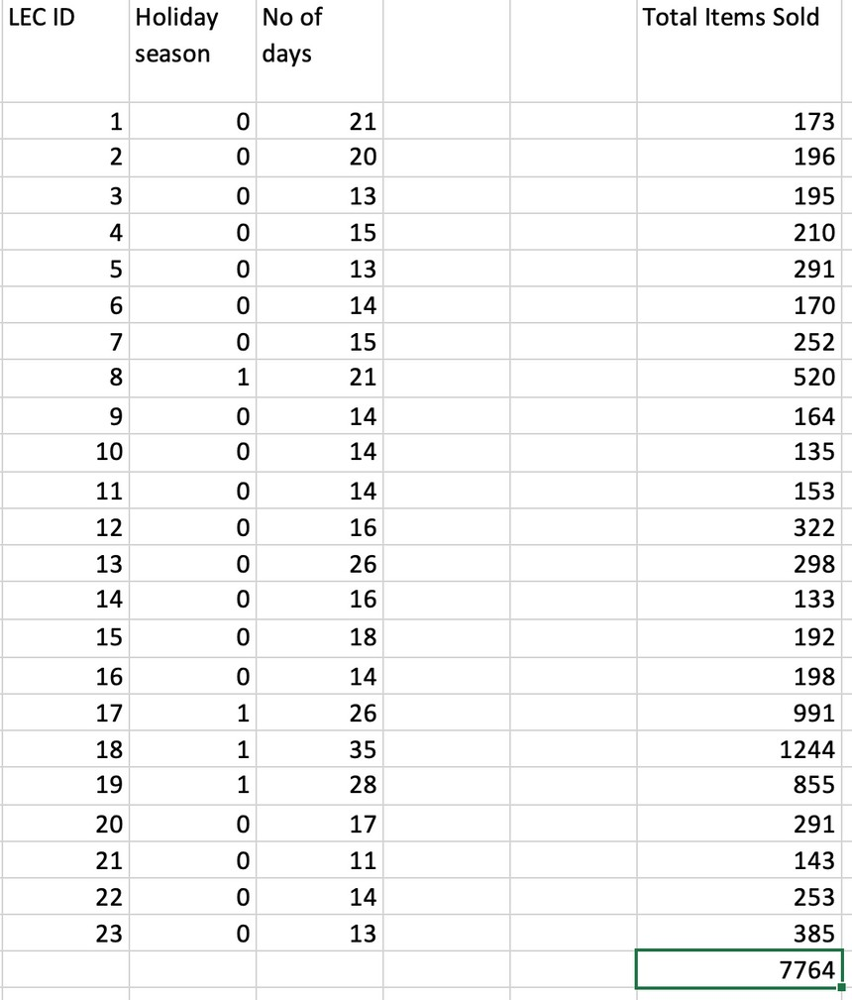 LEC ID Holiday season No of days Total Items Sold
1 0 21 173
2 0 20 196
3 0 13 195
4 0 15 210
5 0 13 291
6 0 14 170
7 0 15 252
8 1 21 520
9 0 14 164
10 0 14 135
11 0 14 153
12 0 16 322
13 0 26 298
14 0 16 133
15 0 18 192
16 0 14 198
17 1 26 991
18 1 35 1244
19 1 28 855
20 0 17 291
21 0 11 143
22 0 14 253
23 0 13 385
7764